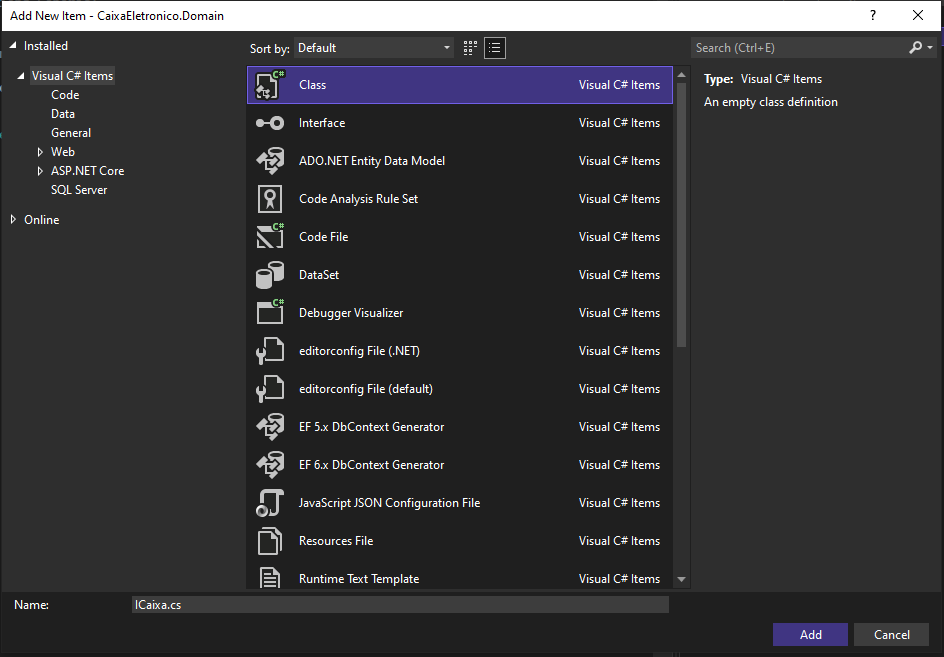 Add New Item - CaixaEletronico.Domain
?
Installed
Visual C# Items
Code
Data
General
Web
ASP.NET Core
SQL Server
Online
Sort by: Default
C# Class Visual C# Items
Interface Visual C# Items
ADO.NET Entity Data Model Visual C# Items
Code Analysis Rule Set Visual C# Items
C# Code File Visual C# Items
DataSet Visual C# Items
C# Debugger Visualizer Visual C# Items
editorconfig File (.NET) Visual C# Items
editorconfig File (default) Visual C# Items
EF 5.x DbContext Generator Visual C# Items
EF 6.x DbContext Generator Visual C# Items
JavaScript JSON Configuration File Visual C# Items
Resources File Visual C# Items
Runtime Text Template Visual C# Items
Search (Ctrl+E)
Type: Visual C# Items
An empty class definition
Name: ICaixa.cs
Add Cancel